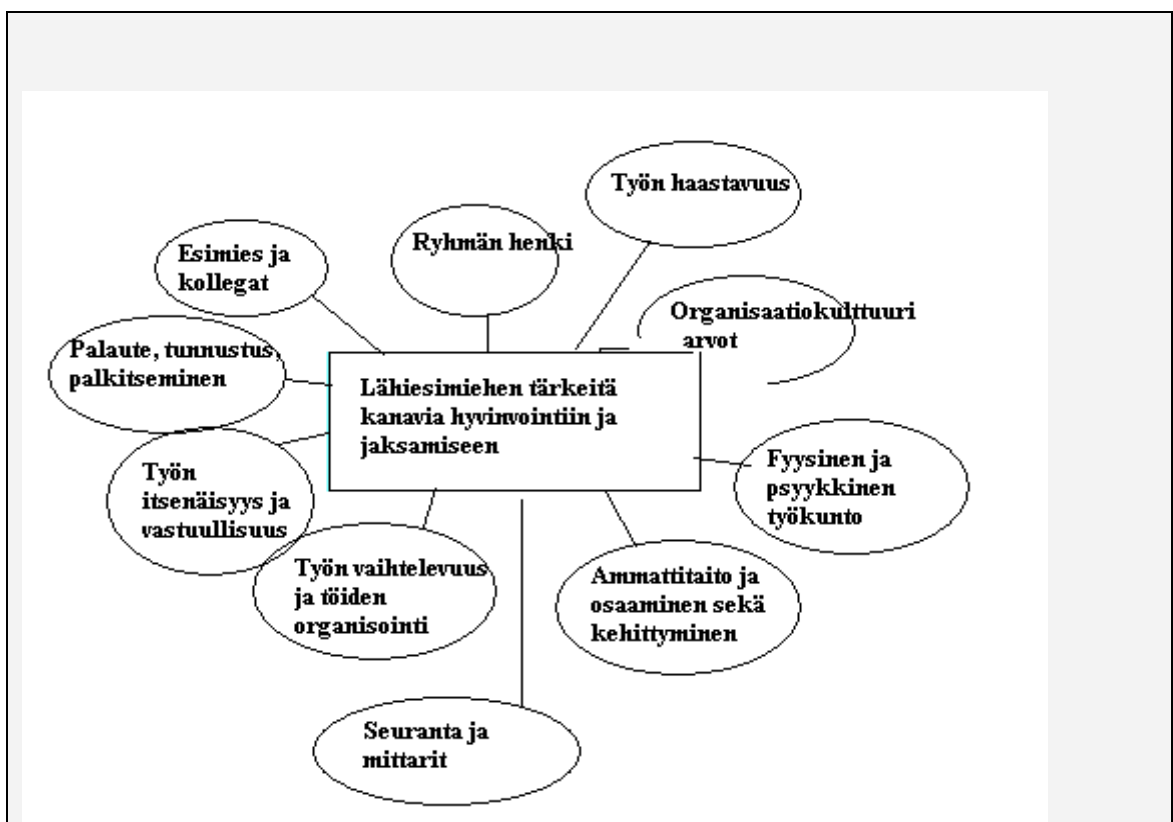 Työn haastavuus
Ryhmän henki
Esimies ja
kollegat
Organisaatiokulttuuri
arvot
Palaute, tunnustus,
palkitseminen
Lähiesimiehen tärkeitä
kanavia hyvinvointiin ja
jaksamiseen
Fyysinen ja
psyykkinen
työkunto
Työn
itsenäisyys ja
vastuullisuus
Työn vaihtelevuus
ja töiden
organisointi
Ammattitaito ja
osaaminen sekä
kehittyminen
Seuranta ja
mittarit